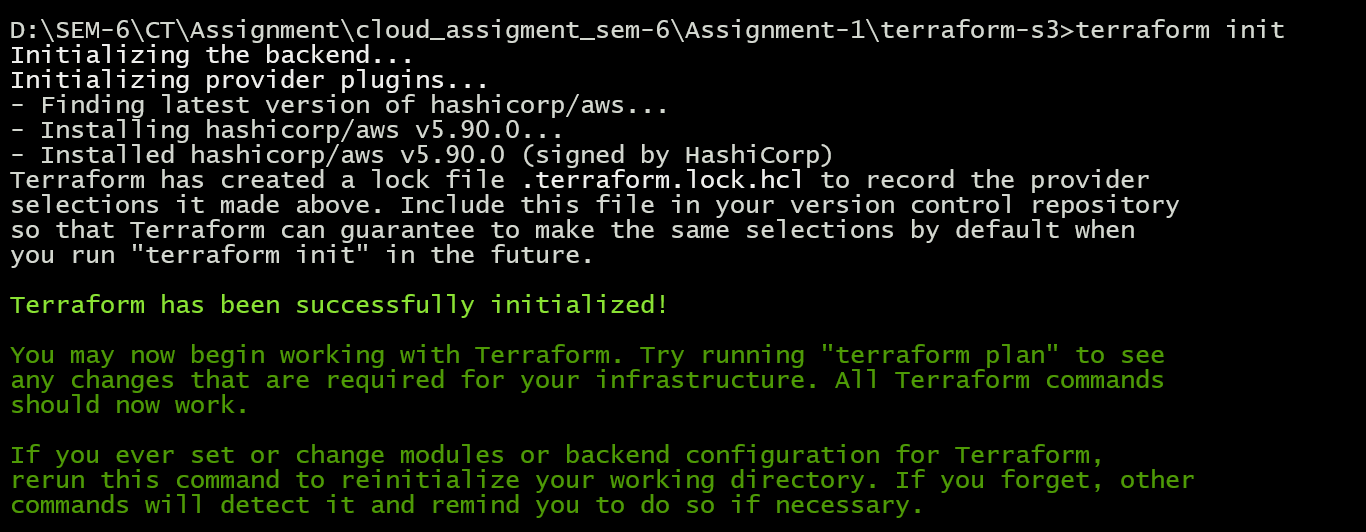 D:\SEM-6\CT\Assignment\cloud_assigment_sem-6\Assignment-1\terraform-s3>terraform init
Initializing the backend...
Initializing provider plugins...
- Finding latest version of hashicorp/aws...
- Installing hashicorp/aws v5.90.0...
- Installed hashicorp/aws v5.90.0 (signed by HashiCorp)
Terraform has created a lock file .terraform.lock.hcl to record the provider
selections it made above. Include this file in your version control repository
so that Terraform can guarantee to make the same selections by default when
you run "terraform init" in the future.
Terraform has been successfully initialized!
You may now begin working with Terraform. Try running "terraform plan" to see
any changes that are required for your infrastructure. All Terraform commands
should now work.
If you ever set or change modules or backend configuration for Terraform,
rerun this command to reinitialize your working directory. If you forget, other
commands will detect it and remind you to do so if necessary.